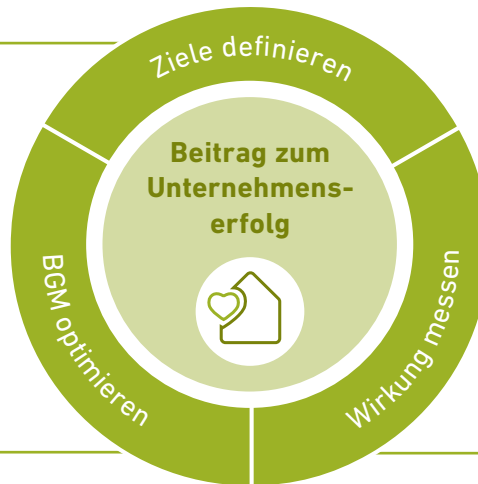 Ziele definieren
Beitrag zum
Unternehmens-
erfolg
BGM optimieren
Wirkung messen